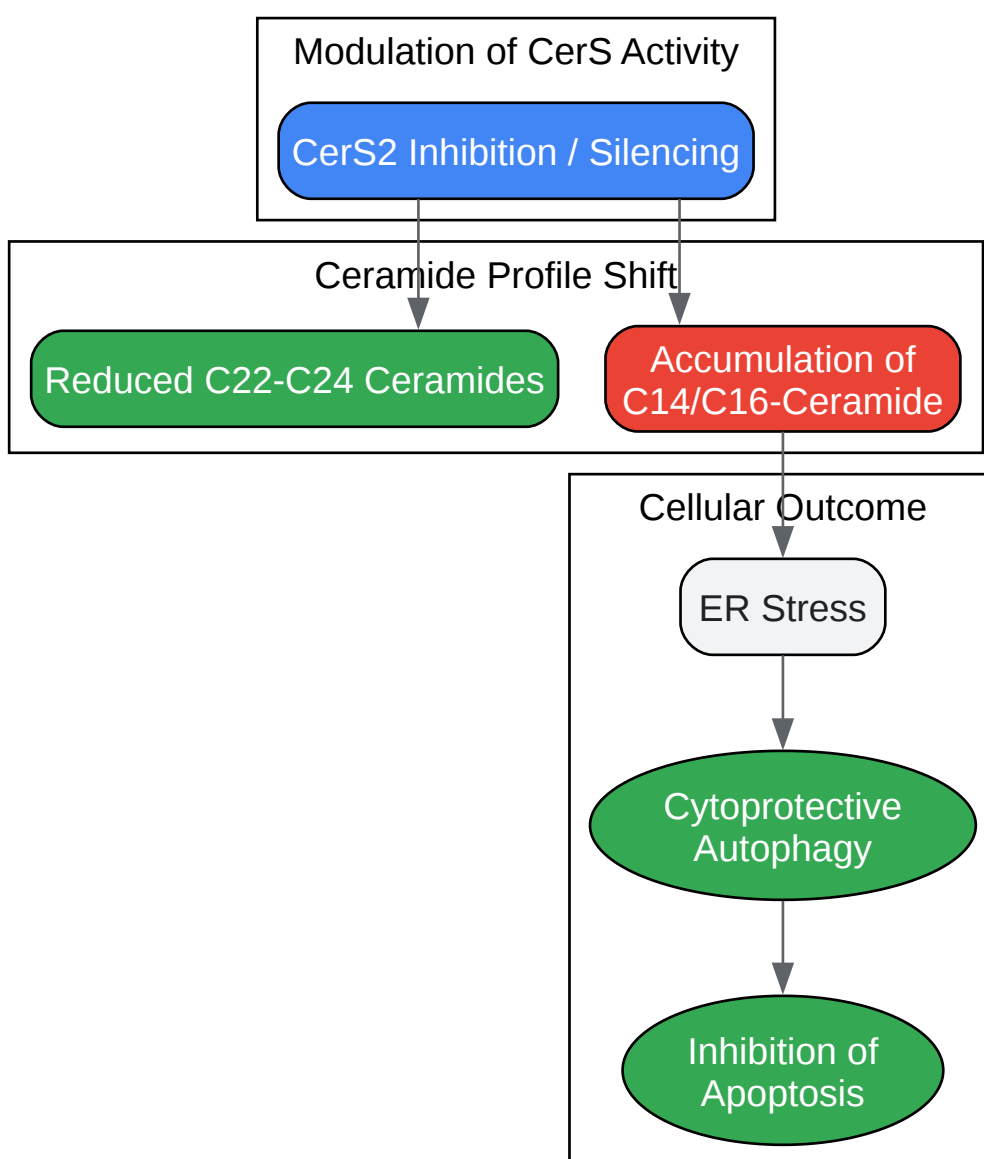 Modulation of CerS Activity
CerS2 Inhibition / Silencing
Ceramide Profile Shift
Reduced C22-C24 Ceramides
Accumulation of
C14/C16-Ceramide
Cellular Outcome
ER Stress
Cytoprotective
Autophagy
Inhibition of
Apoptosis